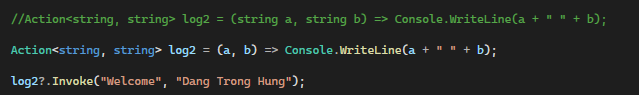 //Action<string, string> log2 = (string a, string b) => Console.WriteLine(a + " " + b);
Action<string, string> log2 = (a, b) => Console.WriteLine(a + " " + b);
log2?.Invoke("Welcome", "Dang Trong Hung");